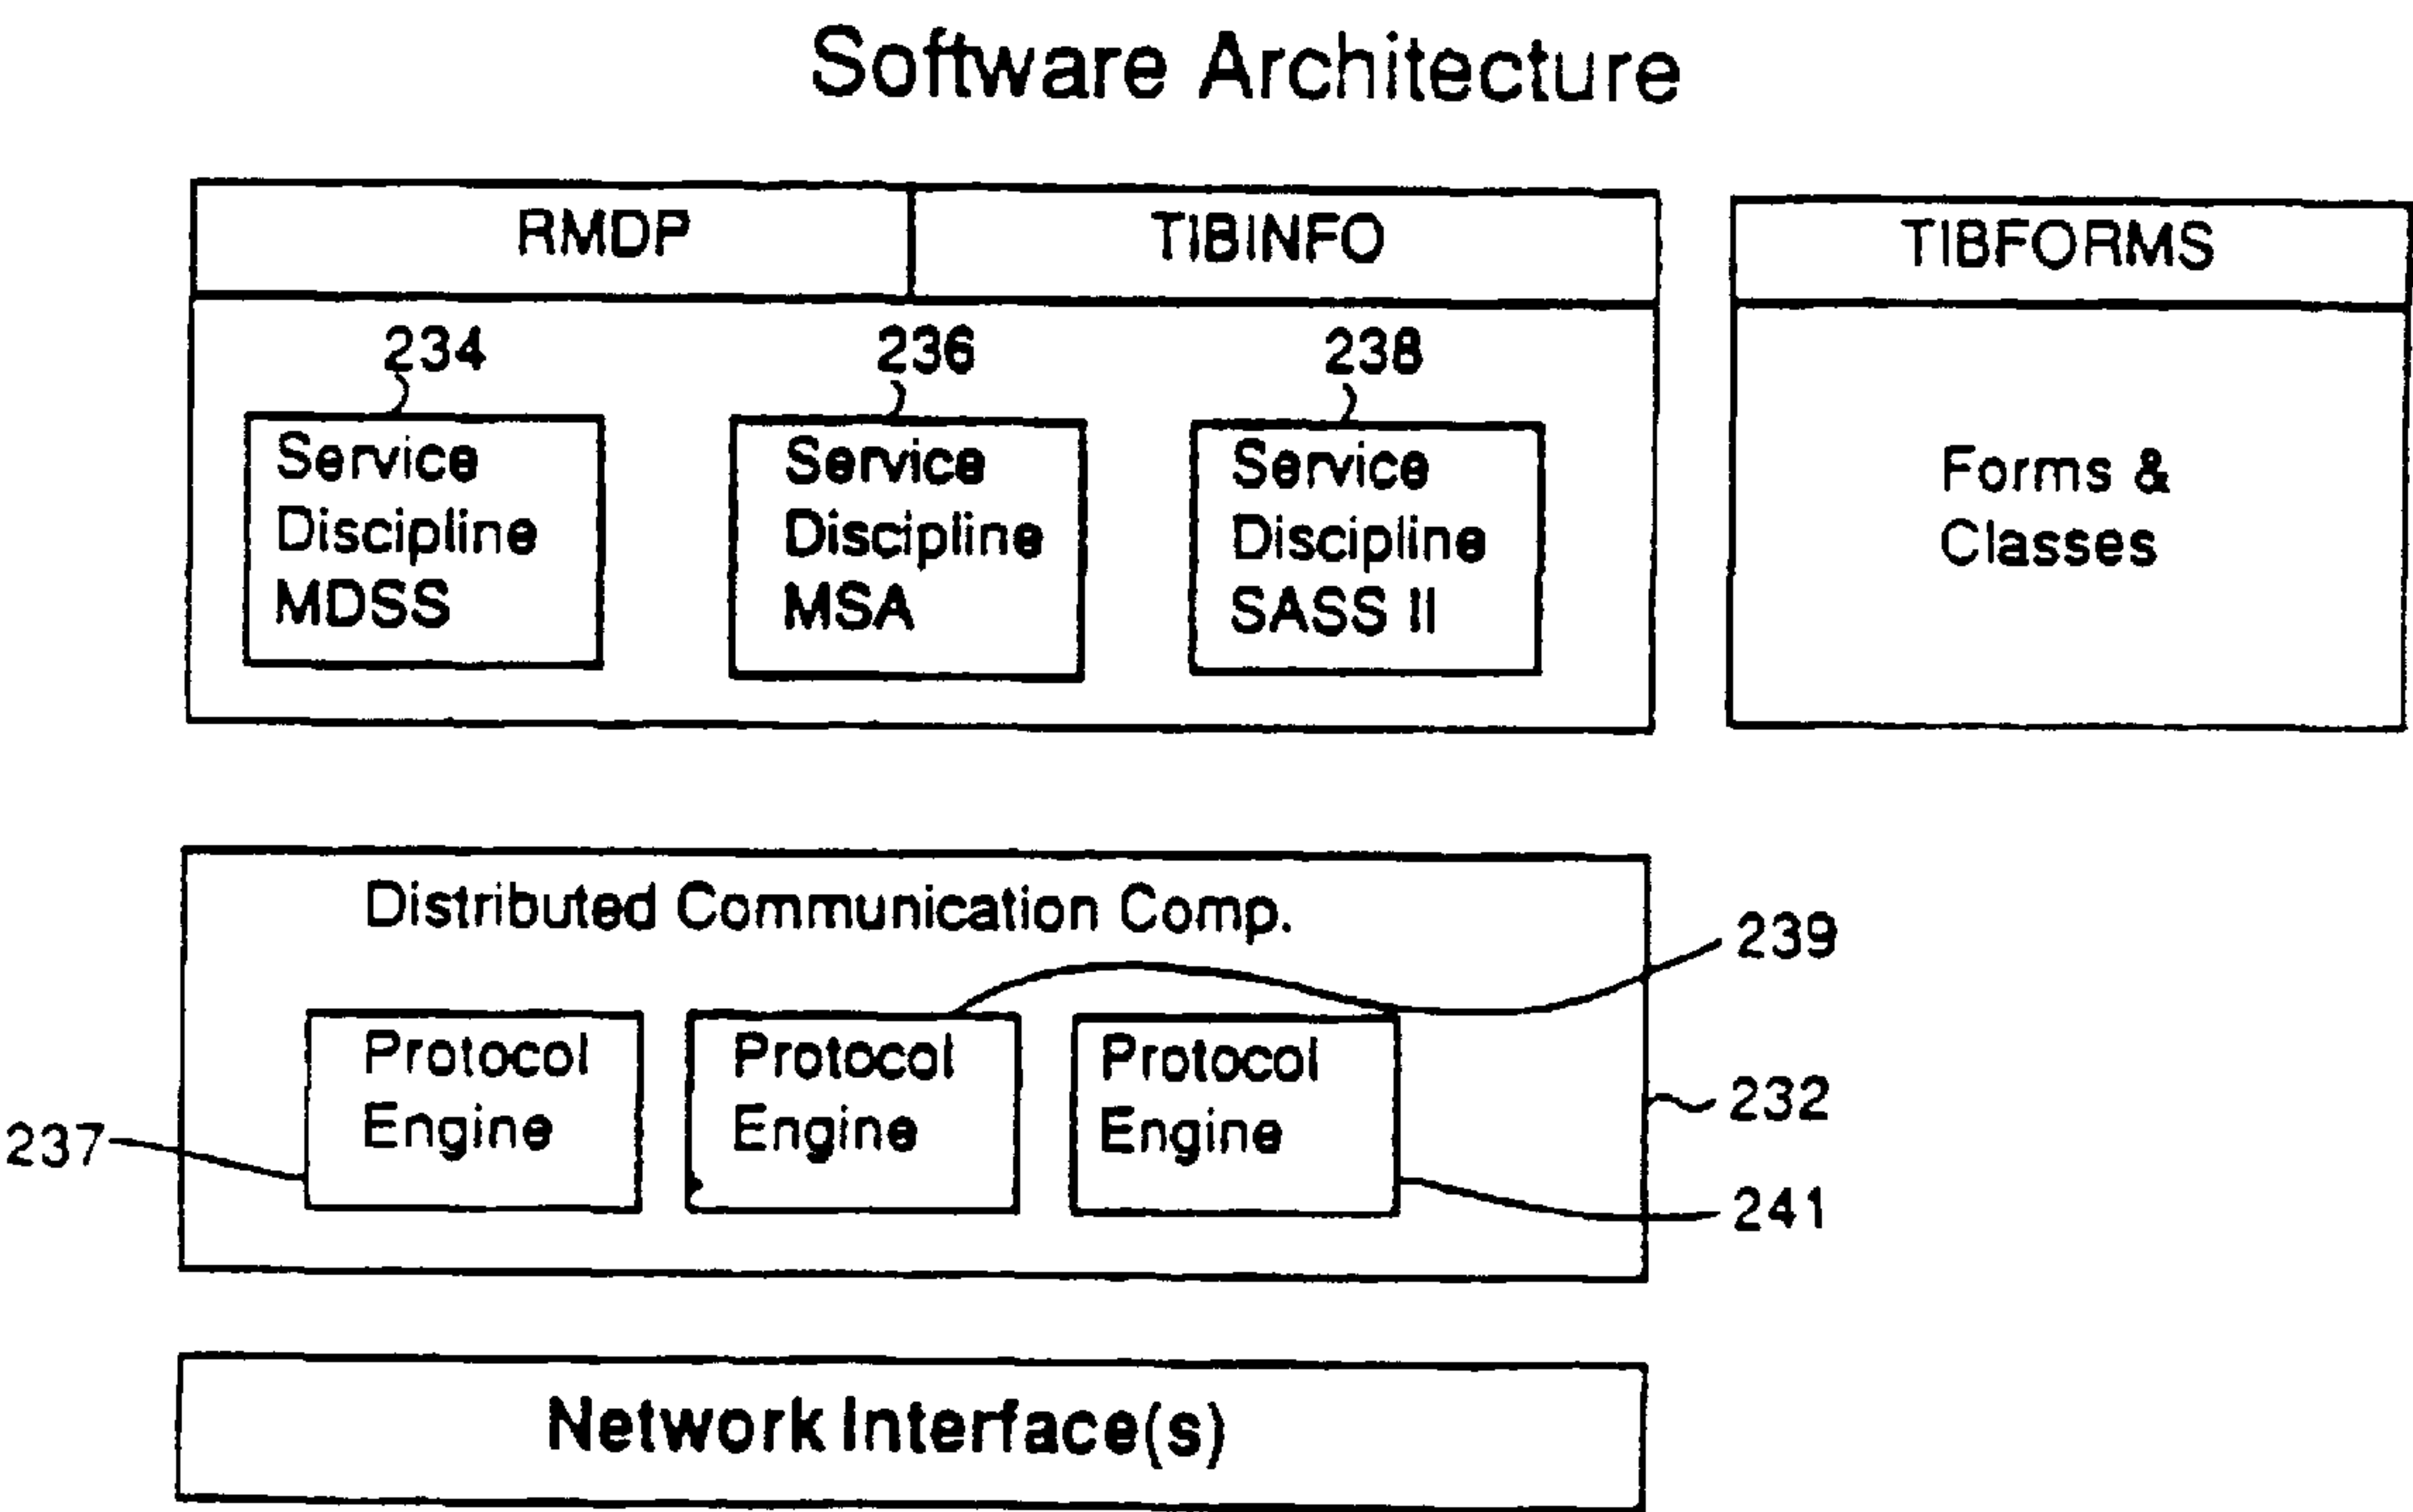 Software Architecture
RMDP
TIBINFO
TIBFORMS
234
236
238
Service
Discipline
MDSS
Service
Discipline
MSA
Service
Discipline
SASS II
Forms &
Classes
Distributed Communication Comp.
239
Protocol
Engine
Protocol
Engine
Protocol
Engine
237
232
241
Network Interface(s)